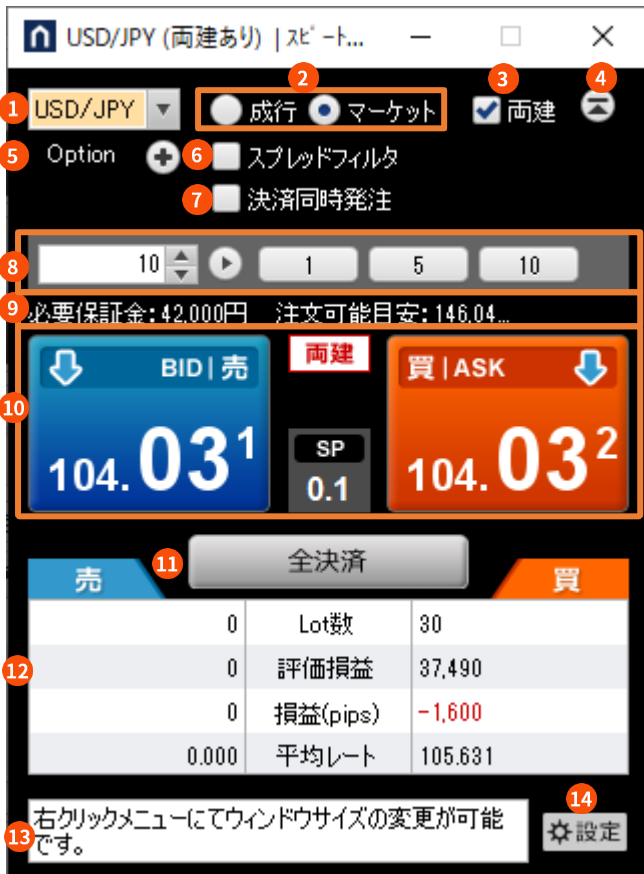 USD/JPY (両建あり) | スピート...
2 3 4
1 USD/JPY 成行 マーケット 両建
5 Option 6 スプレッドフィルタ
7 決済同時発注
8 10 1 5 10
9 必要保証金:42,000円 注文可能目安:146,04...
BID|売 両建 買|ASK
10
104.031 SP 0.1 104.032
11 全決済
売 買
0 Lot数 30
12 0 評価損益 37,490
0 損益(pips) -1,600
0.000 平均レート 105.631
14
13 右クリックメニューにてウィンドウサイズの変更が可能
です。
設定